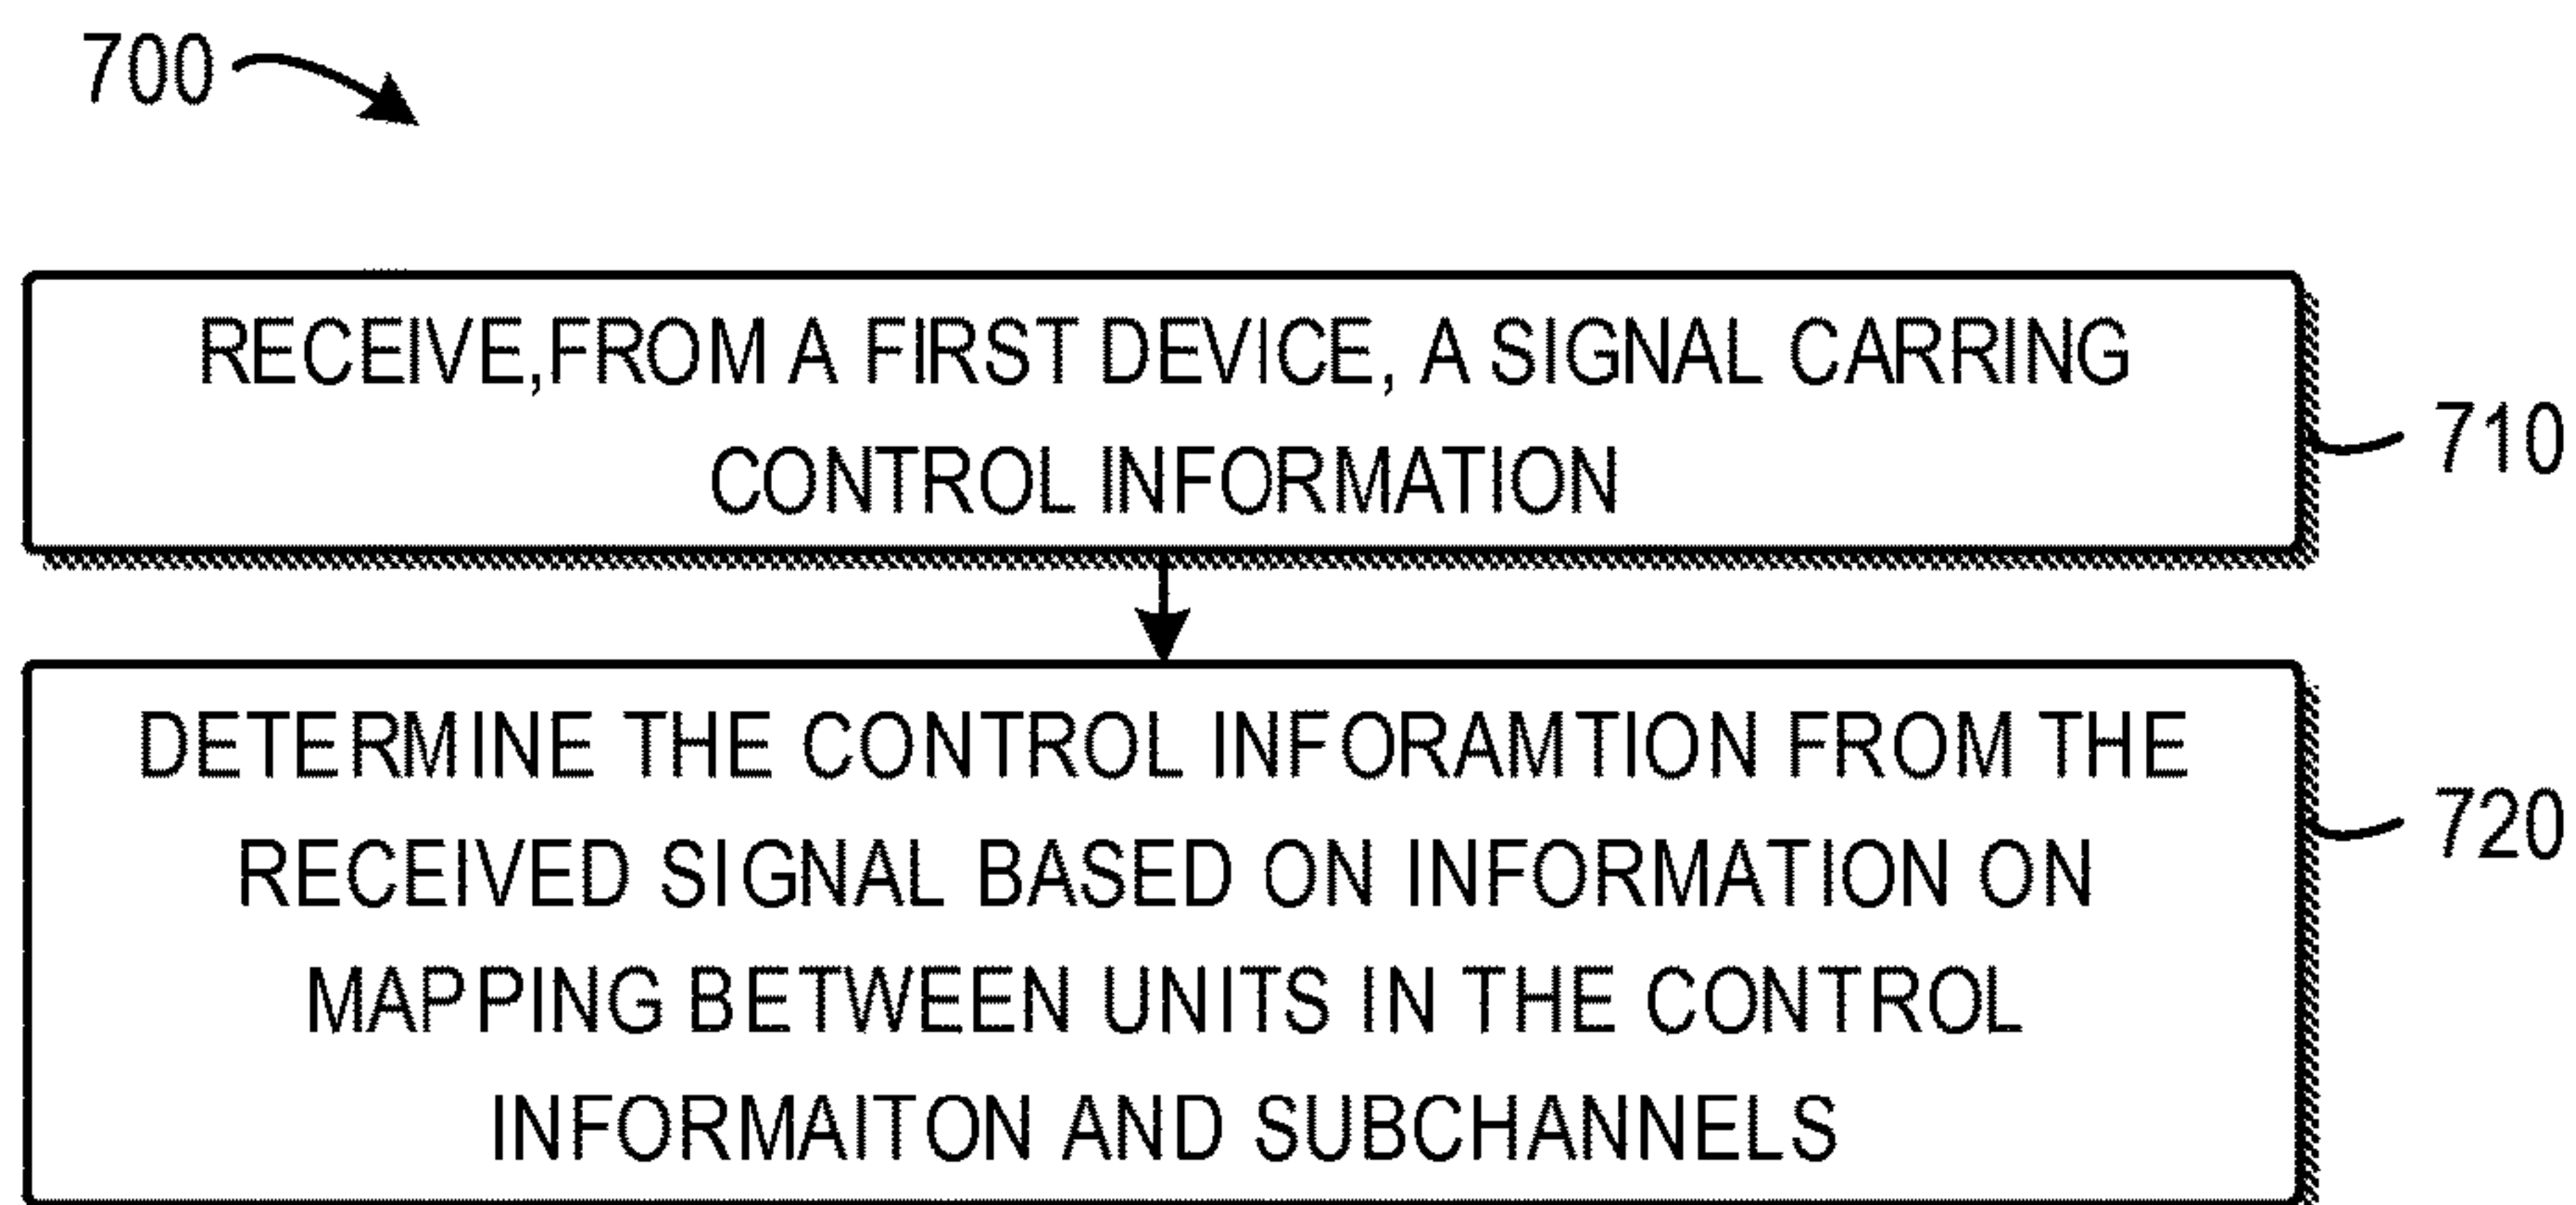 700
RECEIVE,FROM A FIRST DEVICE, A SIGNAL CARRING
CONTROL INFORMATION
710
DETERMINE THE CONTROL INFORAMTION FROM THE
RECEIVED SIGNAL BASED ON INFORMATION ON
MAPPING BETWEEN UNITS IN THE CONTROL
INFORMAITON AND SUBCHANNELS
720